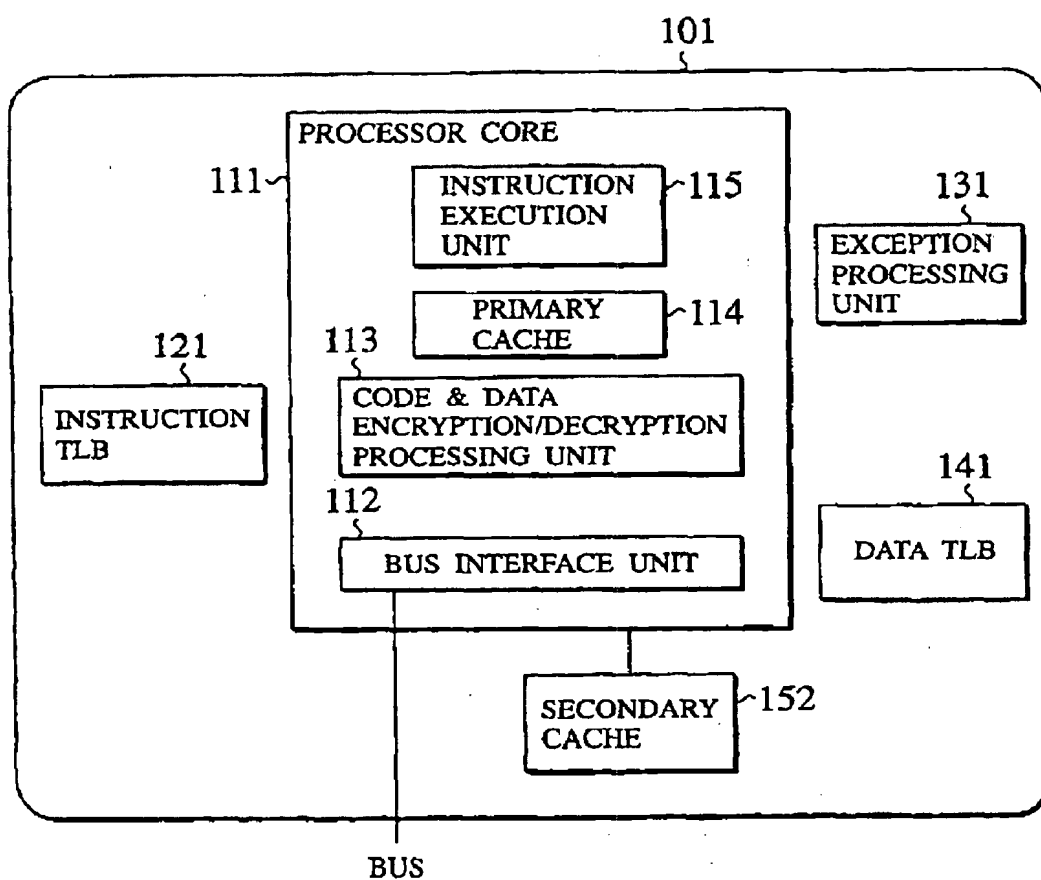 101
PROCESSOR CORE
111
INSTRUCTION
EXECUTION
UNIT
115
131
EXCEPTION
PROCESSING
UNIT
PRIMARY
CACHE
114
121
INSTRUCTION
TLB
113
CODE & DATA
ENCRYPTION/DECRYPTION
PROCESSING UNIT
141
DATA TLB
112
BUS INTERFACE UNIT
SECONDARY
CACHE
152
BUS